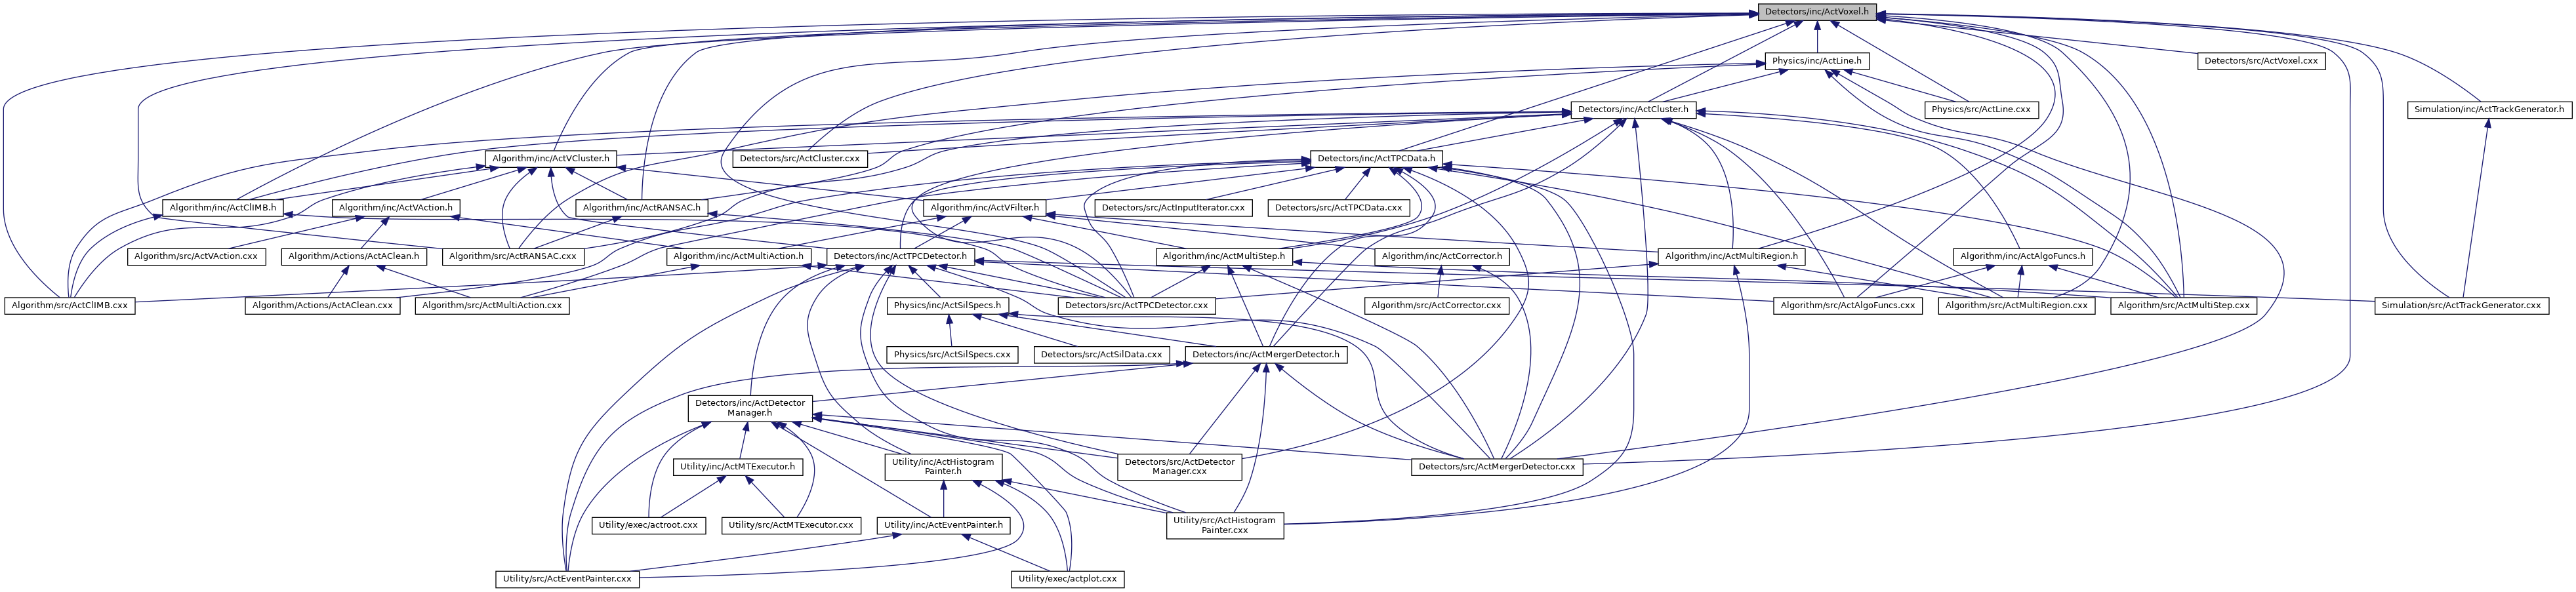 Detectors/inc/ActVoxel.h
Physics/inc/ActLine.h
Detectors/src/ActVoxel.cxx
Detectors/inc/ActCluster.h
Physics/src/ActLine.cxx
Simulation/inc/ActTrackGenerator.h
Algorithm/inc/ActVCluster.h
Detectors/src/ActCluster.cxx
Detectors/inc/ActTPCData.h
Algorithm/inc/ActClIMB.h
Algorithm/inc/ActVAction.h
Algorithm/inc/ActRANSAC.h
Algorithm/inc/ActVFilter.h
Detectors/src/ActInputIterator.cxx
Detectors/src/ActTPCData.cxx
Algorithm/src/ActVAction.cxx
Algorithm/Actions/ActAClean.h
Algorithm/src/ActRANSAC.cxx
Algorithm/inc/ActMultiAction.h
Detectors/inc/ActTPCDetector.h
Algorithm/inc/ActMultiStep.h
Algorithm/inc/ActCorrector.h
Algorithm/inc/ActMultiRegion.h
Algorithm/inc/ActAlgoFuncs.h
Algorithm/src/ActClIMB.cxx
Algorithm/Actions/ActAClean.cxx
Algorithm/src/ActMultiAction.cxx
Physics/inc/ActSilSpecs.h
Detectors/src/ActTPCDetector.cxx
Algorithm/src/ActCorrector.cxx
Algorithm/src/ActAlgoFuncs.cxx
Algorithm/src/ActMultiRegion.cxx
Algorithm/src/ActMultiStep.cxx
Simulation/src/ActTrackGenerator.cxx
Physics/src/ActSilSpecs.cxx
Detectors/src/ActSilData.cxx
Detectors/inc/ActMergerDetector.h
Detectors/inc/ActDetector
Manager.h
Utility/inc/ActMTExecutor.h
Utility/inc/ActHistogram
Painter.h
Detectors/src/ActDetector
Manager.cxx
Detectors/src/ActMergerDetector.cxx
Utility/exec/actroot.cxx
Utility/src/ActMTExecutor.cxx
Utility/inc/ActEventPainter.h
Utility/src/ActHistogram
Painter.cxx
Utility/src/ActEventPainter.cxx
Utility/exec/actplot.cxx